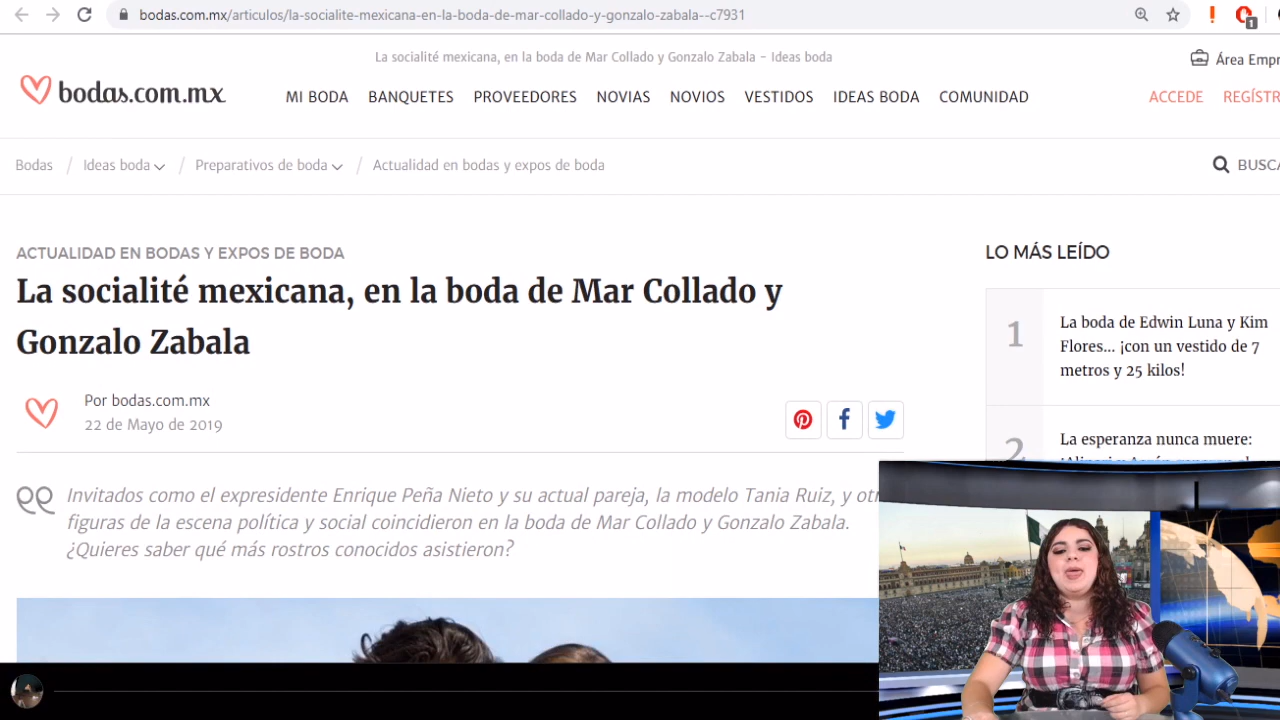 bodas.com.mx/articulos/la-socialite-mexicana-en-la-boda-de-mar-collado-y-gonzalo-zabala--c7931
1
La socialité mexicana, en la boda de Mar Collado y Gonzalo Zabala - Ideas boda
Área Empr
bodas.com.mx
MI BODA BANQUETES PROVEEDORES NOVIAS NOVIOS VESTIDOS IDEAS BODA COMUNIDAD
ACCEDE REGÍSTR
Bodas / Ideas boda / Preparativos de boda / Actualidad en bodas y expos de boda
BUSCA
ACTUALIDAD EN BODAS Y EXPOS DE BODA
La socialité mexicana, en la boda de Mar Collado y
Gonzalo Zabala
Por bodas.com.mx
22 de Mayo de 2019
Invitados como el expresidente Enrique Peña Nieto y su actual pareja, la modelo Tania Ruiz, y otr
figuras de la escena política y social coincidieron en la boda de Mar Collado y Gonzalo Zabala.
¿Quieres saber qué más rostros conocidos asistieron?
LO MÁS LEÍDO
1
La boda de Edwin Luna y Kim
Flores... ¡con un vestido de 7
metros y 25 kilos!
2
La esperanza nunca muere: